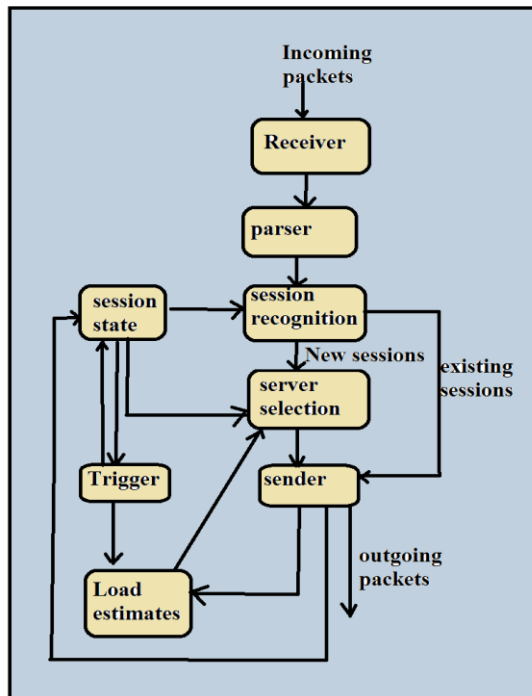 Incoming
packets
Receiver
parser
session
state
session
recognition
New sessions
existing
sessions
server
selection
Trigger
sender
outgoing
packets
Load
estimates